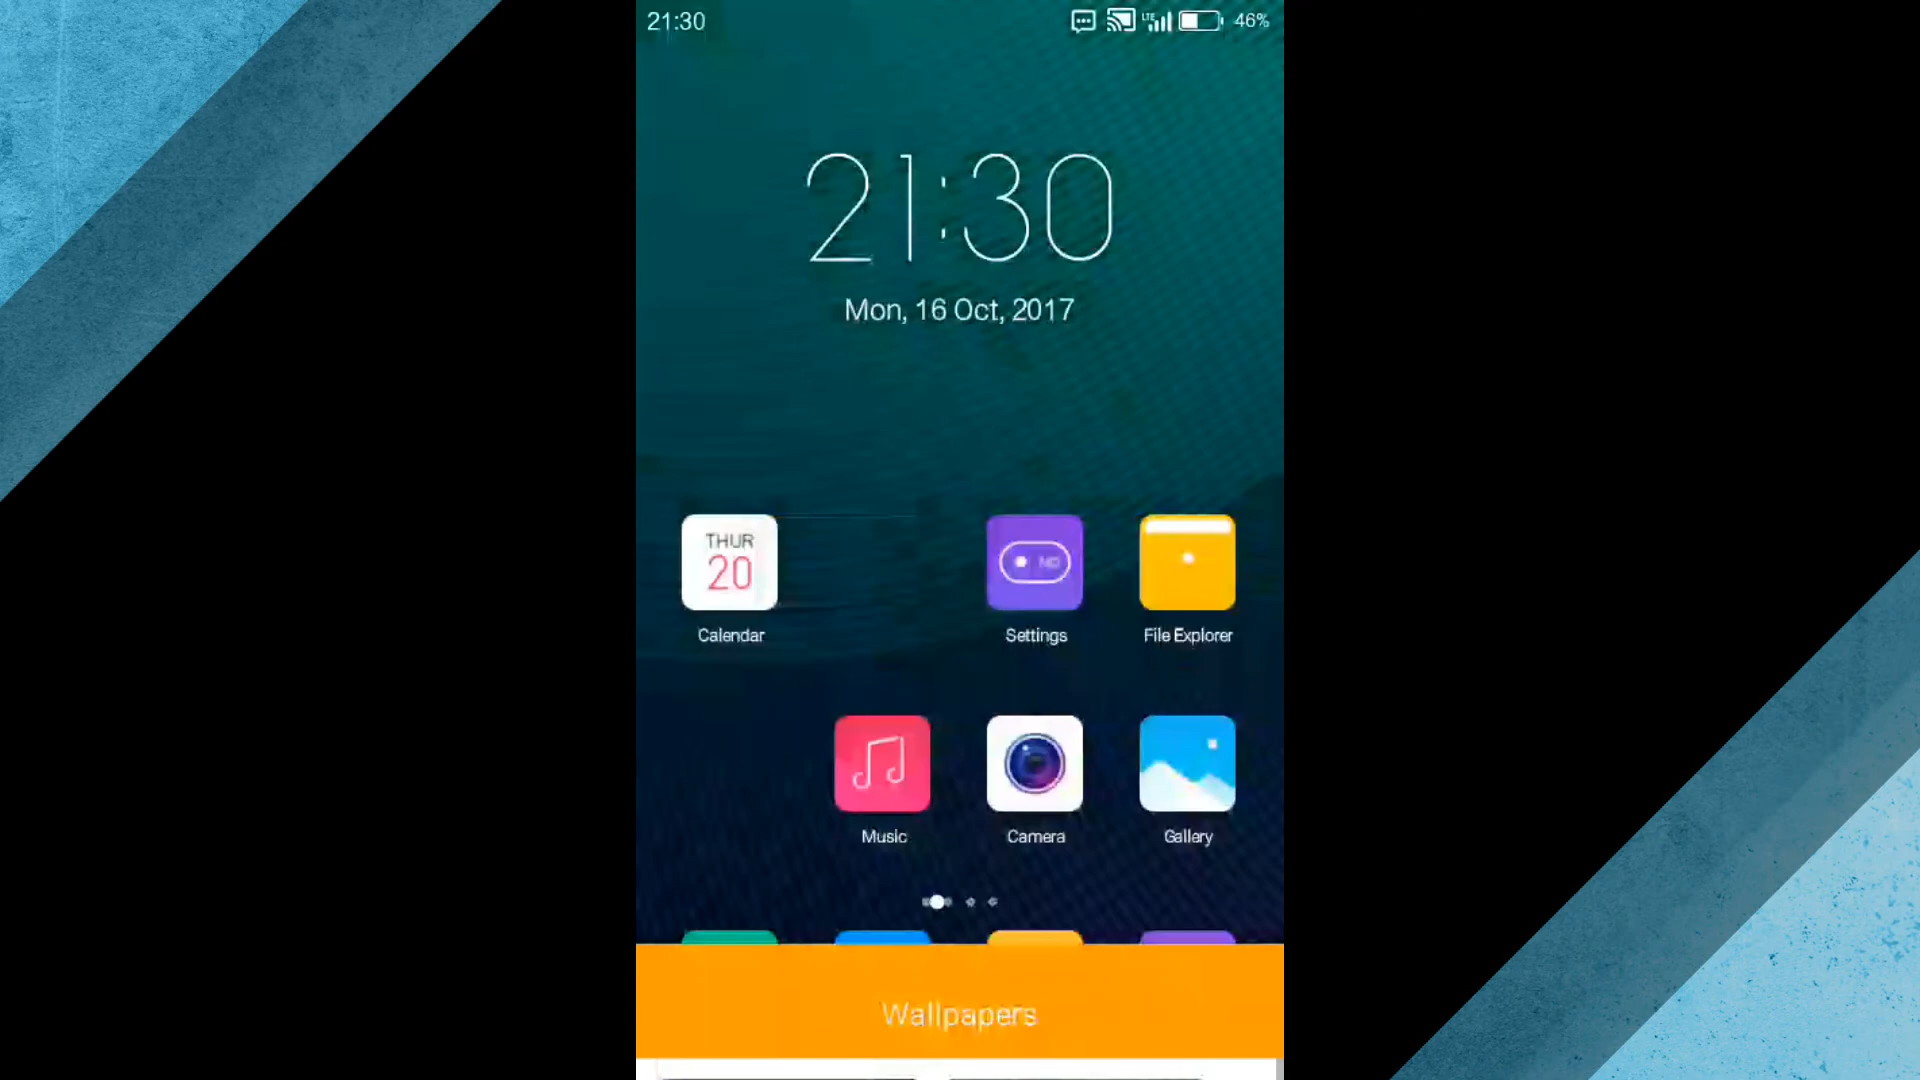 21:30
LTE
46%
21:30
Mon, 16 Oct, 2017
THUR
20
Calendar
Settings
File Explorer
Music
Camera
Gallery
Wallpapers